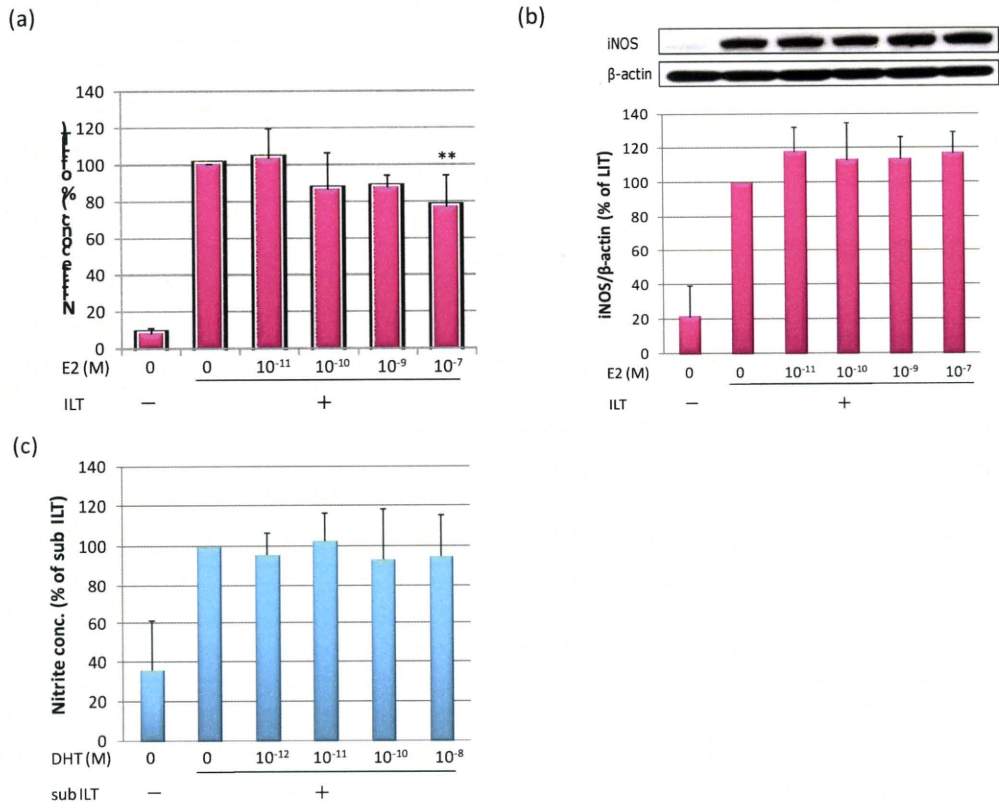 (a)
140
120
100
80
60
40
20
0
**
E2 (M) 0 0 10⁻¹¹ 10⁻¹⁰ 10⁻⁹ 10⁻⁷
ILT — +
(b)
iNOS
β-actin
iNOS/β-actin (% of LIT)
140
120
100
80
60
40
20
0
E2 (M) 0 0 10⁻¹¹ 10⁻¹⁰ 10⁻⁹ 10⁻⁷
ILT — +
(c)
Nitrite conc. (% of sub ILT)
140
120
100
80
60
40
20
0
DHT (M) 0 0 10⁻¹² 10⁻¹¹ 10⁻¹⁰ 10⁻⁸
sub ILT — +